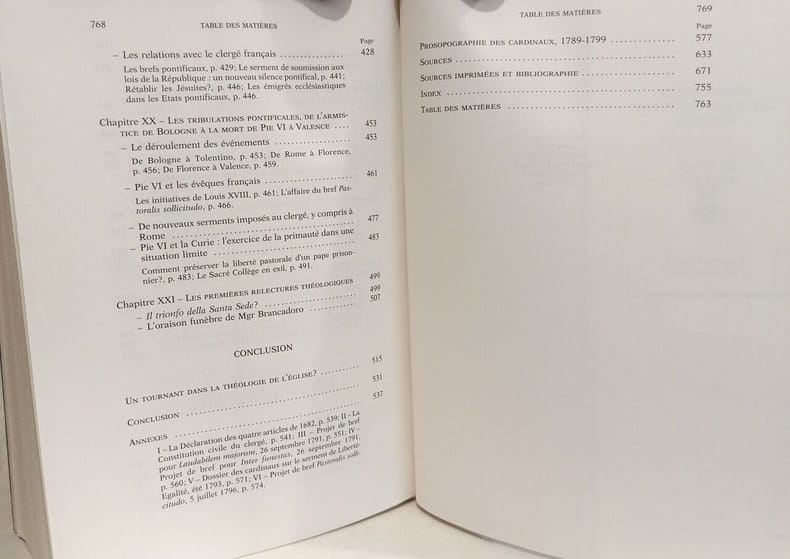 768
TABLE DES MATIÈRES
Page
– Les relations avec le clergé français ................ 428
Les brefs pontificaux, p. 429; Le serment de soumission aux
lois de la République : un nouveau silence pontifical, p. 441;
Rétablir les Jésuites?, p. 446; Les émigrés ecclésiastiques
dans les Etats pontificaux, p. 446.
Chapitre XX – Les tribulations pontificales, de l'armis-
tice de Bologne à la mort de Pie VI à Valence .... 453
– Le déroulement des événements .................. 453
De Bologne à Tolentino, p. 453; De Rome à Florence,
p. 456; De Florence à Valence, p. 459.
– Pie VI et les évêques français .................... 461
Les initiatives de Louis XVIII, p. 461; L'affaire du bref Pas-
toralis sollicitudo, p. 466.
– De nouveaux serments imposés au clergé, y compris à
Rome ........................................ 477
– Pie VI et la Curie : l'exercice de la primauté dans une
situation limite ................................ 483
Comment préserver la liberté pastorale d'un pape prison-
nier?, p. 483; Le Sacré Collège en exil, p. 491.
Chapitre XXI – Les premières relectures théologiques 499
– Il trionfo della Santa Sede? ...................... 499
– L'oraison funèbre de Mgr Brancadoro ............ 507
CONCLUSION
Un tournant dans la théologie de l'Église? .......... 515
Conclusion ........................................ 531
Annexes .......................................... 537
I – La Déclaration des quatre articles de 1682, p. 539; II – La
Constitution civile du clergé, p. 541; III – Projet de bref
pour Laudabilem majorum, 26 septembre 1791, p. 551; IV –
Projet de bref pour Inter funestas, 26 septembre 1791,
p. 560; V – Dossier des cardinaux sur le serment de Liberté-
Egalité, été 1793, p. 571; VI – Projet de bref Pastoralis solli-
citudo, 5 juillet 1796, p. 574.
TABLE DES MATIÈRES
769
Page
Prosopographie des cardinaux, 1789-1799 .............. 577
Sources ........................................ 633
Sources imprimées et bibliographie .................... 671
Index .......................................... 755
Table des matières ................................ 763